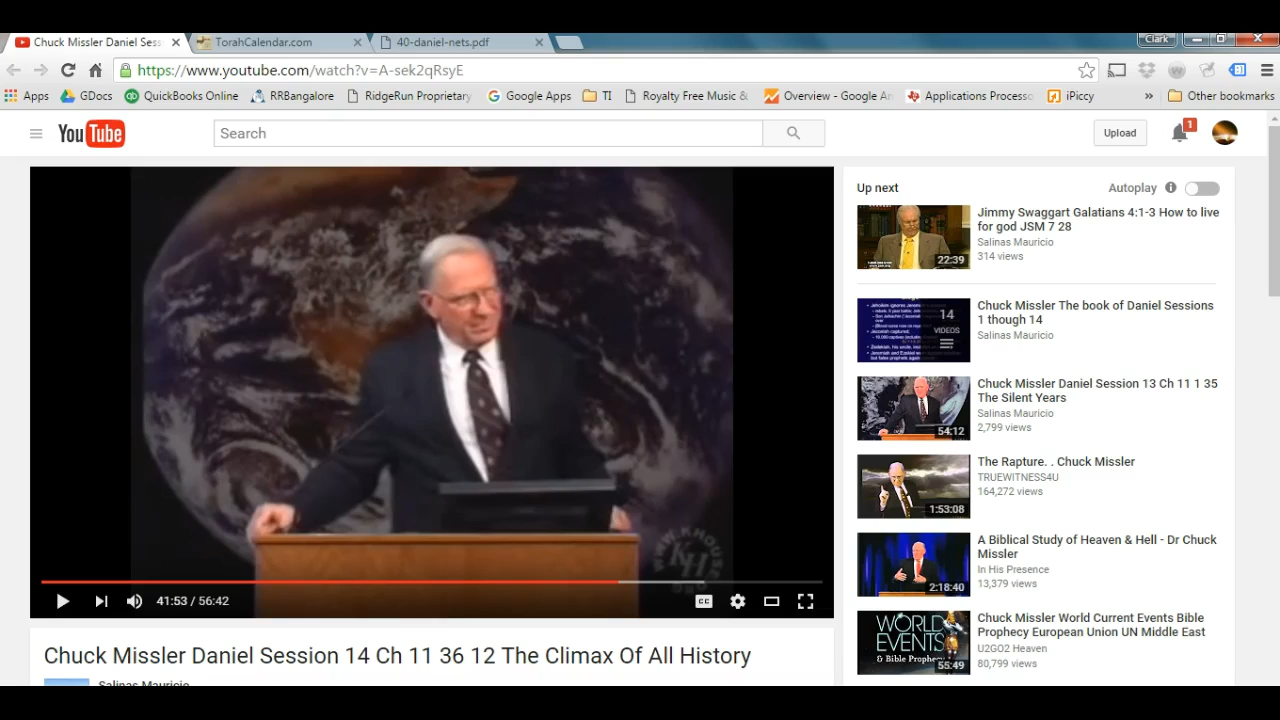 Chuck Missler Daniel Sess
TorahCalendar.com
40-daniel-nets.pdf
Clark
https://www.youtube.com/watch?v=A-sek2qRsyE
Apps
GDocs
QuickBooks Online
RRBangalore
RidgeRun Proprietary
Google Apps
TI
Royalty Free Music &
Overview - Google An
Applications Processo
iPiccy
»
Other bookmarks
YouTube
Search
Upload
1
41:53 / 56:42
CC
Chuck Missler Daniel Session 14 Ch 11 36 12 The Climax Of All History
Salinas Mauricio
Up next
Autoplay
22:39
Jimmy Swaggart Galatians 4:1-3 How to live
for god JSM 7 28
Salinas Mauricio
314 views
14
VIDEOS
Chuck Missler The book of Daniel Sessions
1 though 14
Salinas Mauricio
54:12
Chuck Missler Daniel Session 13 Ch 11 1 35
The Silent Years
Salinas Mauricio
2,799 views
1:53:08
The Rapture. . Chuck Missler
TRUEWITNESS4U
164,272 views
2:18:40
A Biblical Study of Heaven & Hell - Dr Chuck
Missler
In His Presence
13,379 views
WORLD
EVENTS
& Bible Prophec
55:49
Chuck Missler World Current Events Bible
Prophecy European Union UN Middle East
U2GO2 Heaven
80,799 views